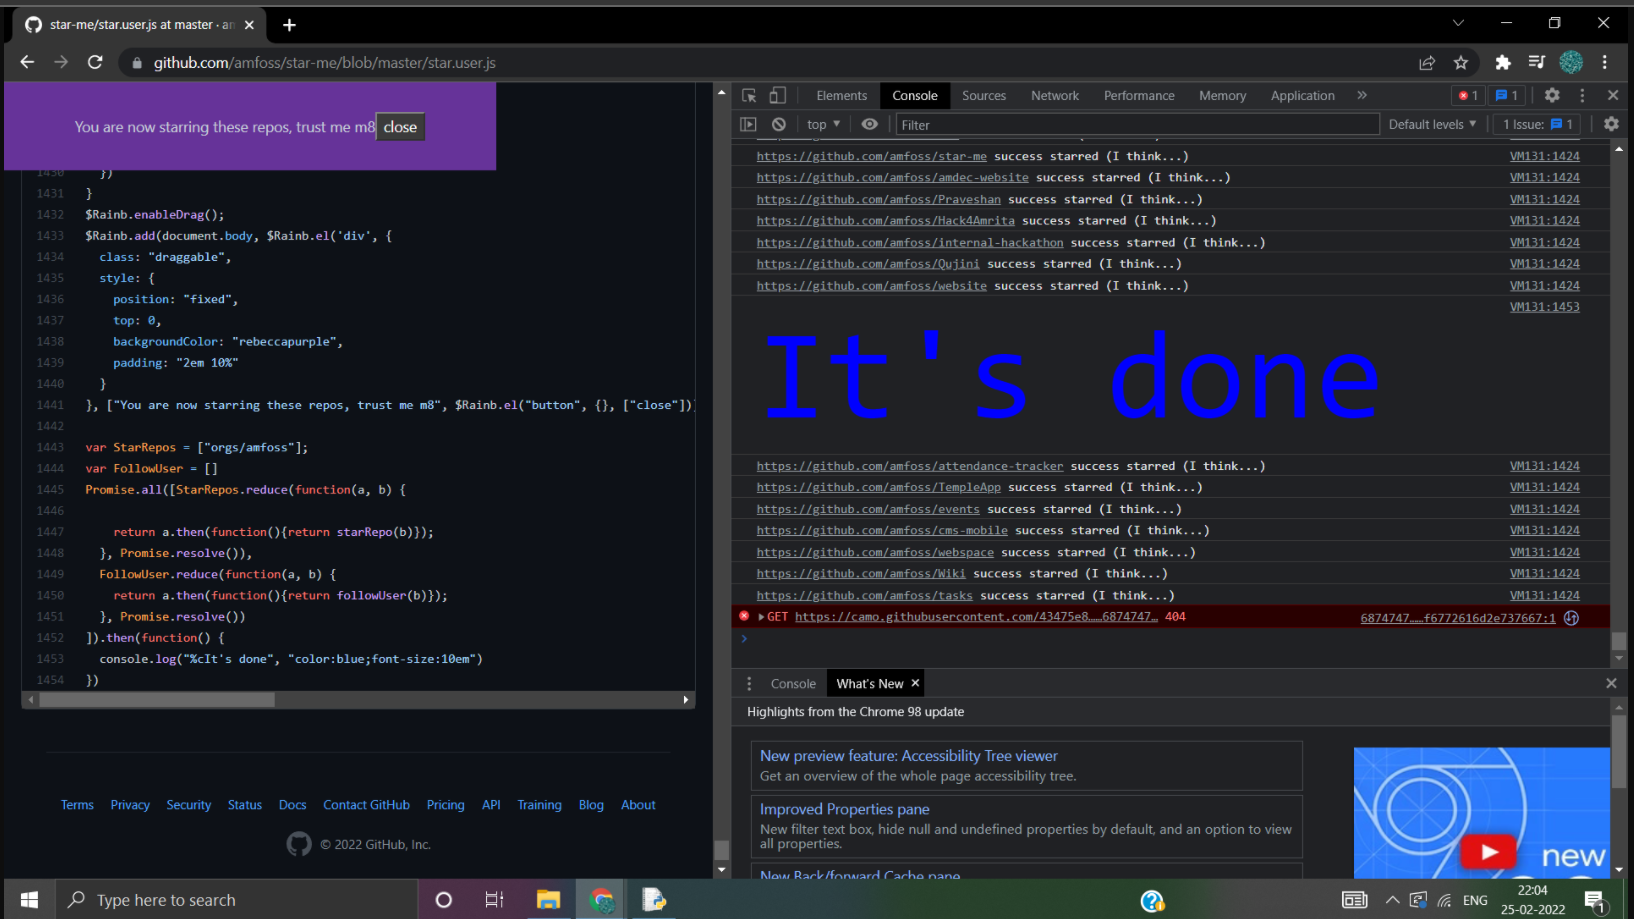 star-me/star.user.js at master · am
github.com/amfoss/star-me/blob/master/star.user.js
You are now starring these repos, trust me m8 close
1430 })
1431 }
1432 $Rainb.enableDrag();
1433 $Rainb.add(document.body, $Rainb.el('div', {
1434 class: "draggable",
1435 style: {
1436 position: "fixed",
1437 top: 0,
1438 backgroundColor: "rebeccapurple",
1439 padding: "2em 10%"
1440 }
1441 }, ["You are now starring these repos, trust me m8", $Rainb.el("button", {}, ["close"])]
1442
1443 var StarRepos = ["orgs/amfoss"];
1444 var FollowUser = []
1445 Promise.all([StarRepos.reduce(function(a, b) {
1446
1447 return a.then(function(){return starRepo(b)});
1448 }, Promise.resolve()),
1449 FollowUser.reduce(function(a, b) {
1450 return a.then(function(){return followUser(b)});
1451 }, Promise.resolve())
1452 ]).then(function() {
1453 console.log("%cIt's done", "color:blue;font-size:10em")
1454 })
Terms Privacy Security Status Docs Contact GitHub Pricing API Training Blog About
© 2022 GitHub, Inc.
Elements Console Sources Network Performance Memory Application » 1 1
top Filter Default levels 1 Issue: 1
https://github.com/amfoss/star-me success starred (I think...) VM131:1424
https://github.com/amfoss/amdec-website success starred (I think...) VM131:1424
https://github.com/amfoss/Praveshan success starred (I think...) VM131:1424
https://github.com/amfoss/Hack4Amrita success starred (I think...) VM131:1424
https://github.com/amfoss/internal-hackathon success starred (I think...) VM131:1424
https://github.com/amfoss/Qujini success starred (I think...) VM131:1424
https://github.com/amfoss/website success starred (I think...) VM131:1424
VM131:1453
It's done
https://github.com/amfoss/attendance-tracker success starred (I think...) VM131:1424
https://github.com/amfoss/TempleApp success starred (I think...) VM131:1424
https://github.com/amfoss/events success starred (I think...) VM131:1424
https://github.com/amfoss/cms-mobile success starred (I think...) VM131:1424
https://github.com/amfoss/webspace success starred (I think...) VM131:1424
https://github.com/amfoss/Wiki success starred (I think...) VM131:1424
https://github.com/amfoss/tasks success starred (I think...) VM131:1424
GET https://camo.githubusercontent.com/43475e8……6874747… 404 6874747……f6772616d2e737667:1
Console What's New
Highlights from the Chrome 98 update
New preview feature: Accessibility Tree viewer
Get an overview of the whole page accessibility tree.
Improved Properties pane
New filter text box, hide null and undefined properties by default, and an option to view
all properties.
New Back/forward Cache pane
new
Type here to search
ENG
22:04
25-02-2022
1